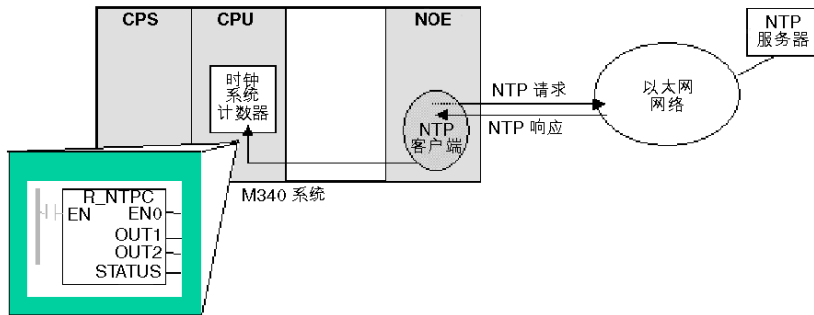 CPS
CPU
NOE
NTP
服务器
时钟
系统
计数器
NTP 请求
以太网
网络
NTP 响应
NTP
客户端
M340 系统
R_NTPC
EN
EN0
OUT1
OUT2
STATUS